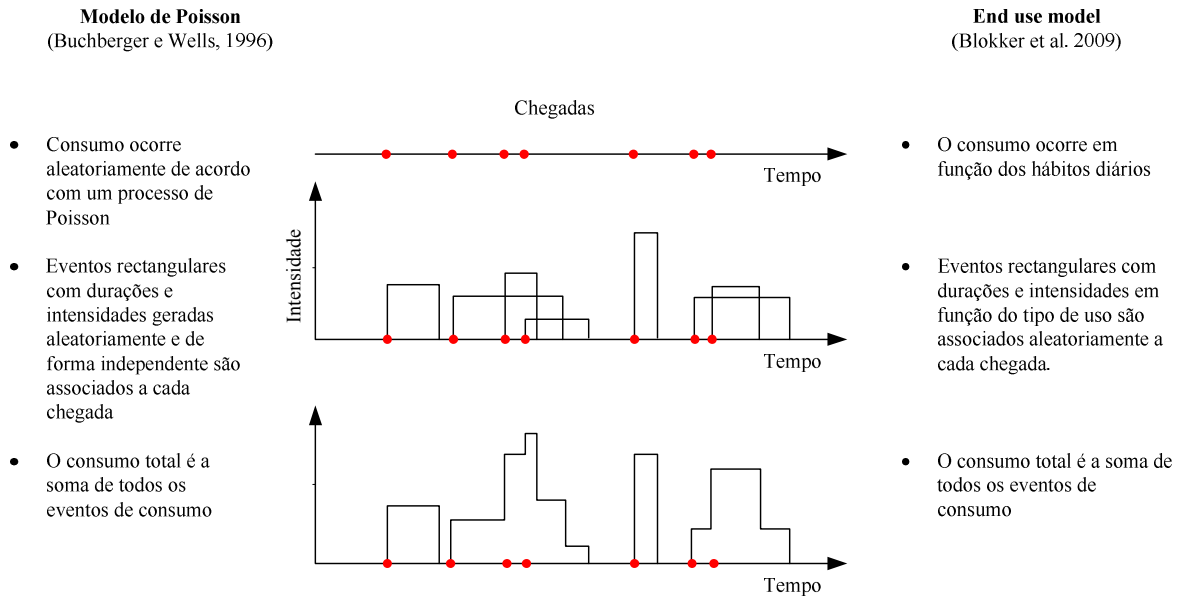 Modelo de Poisson
(Buchberger e Wells, 1996)
Consumo ocorre
aleatoriamente de acordo
com um processo de
Poisson
Eventos rectangulares
com durações e
intensidades geradas
aleatoriamente e de
forma independente são
associados a cada
chegada
O consumo total é a
soma de todos os
eventos de consumo
Chegadas
Tempo
Intensidade
Tempo
Tempo
End use model
(Blokker et al. 2009)
O consumo ocorre em
função dos hábitos diários
Eventos rectangulares com
durações e intensidades em
função do tipo de uso são
associados aleatoriamente a
cada chegada.
O consumo total é a soma de
todos os eventos de
consumo